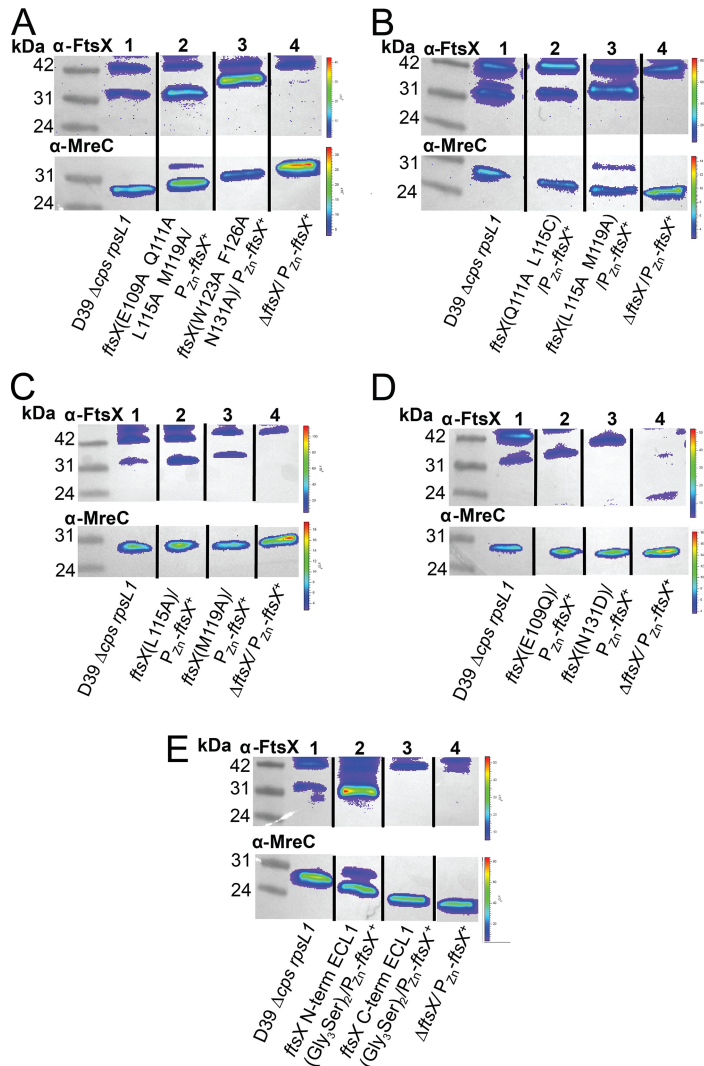 A
kDa α-FtsX 1 2 3 4
42
31
24
α-MreC
31
24
D39 Δcps rpsL1
ftsX(E109A Q111A
L115A M119A/
PZn-ftsX+
ftsX(W123A F126A
N131A)/ PZn-ftsX+
ΔftsX/ PZn-ftsX+
B
kDa α-FtsX 1 2 3 4
42
31
24
α-MreC
31
24
D39 Δcps rpsL1
ftsX(Q111A L115C)
/PZn-ftsX+
ftsX(L115A M119A)
/PZn-ftsX+
ΔftsX/ PZn-ftsX+
C
kDa α-FtsX 1 2 3 4
42
31
24
α-MreC
31
24
D39 Δcps rpsL1
ftsX(L115A)/
PZn-ftsX+
ftsX(M119A)/
PZn-ftsX+
ΔftsX/ PZn-ftsX+
D
kDa α-FtsX 1 2 3 4
42
31
24
α-MreC
31
24
D39 Δcps rpsL1
ftsX(E109Q)/
PZn-ftsX+
ftsX(N131D)/
PZn-ftsX+
ΔftsX/ PZn-ftsX+
E
kDa α-FtsX 1 2 3 4
42
31
24
α-MreC
31
24
D39 Δcps rpsL1
ftsX N-term ECL1
(Gly3Ser)2/PZn-ftsX+
ftsX C-term ECL1
(Gly3Ser)2/PZn-ftsX+
ΔftsX/ PZn-ftsX+